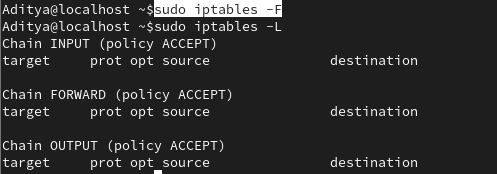 Aditya@localhost ~$sudo iptables -F
Aditya@localhost ~$sudo iptables -L
Chain INPUT (policy ACCEPT)
target     prot opt source               destination
Chain FORWARD (policy ACCEPT)
target     prot opt source               destination
Chain OUTPUT (policy ACCEPT)
target     prot opt source               destination